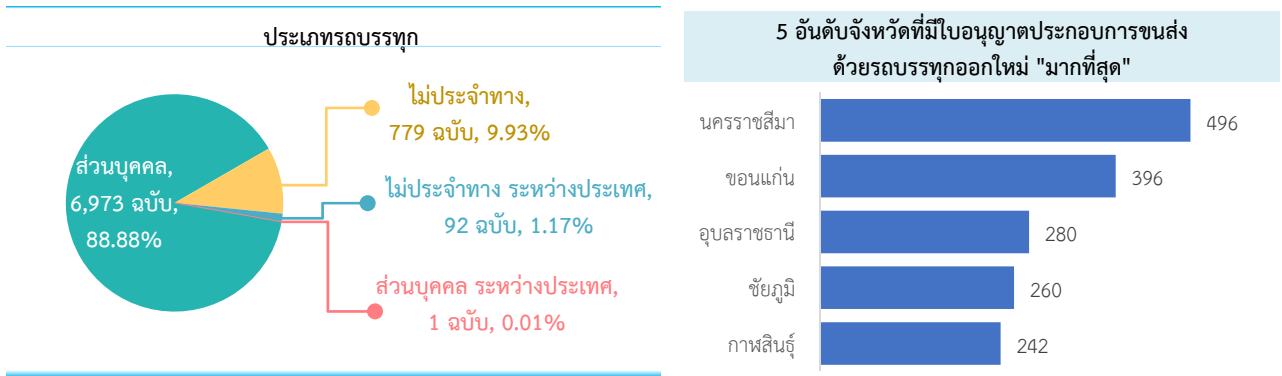 ประเภทรถบรรทุก
ส่วนบุคคล,
6,973 ฉบับ,
88.88%
ไม่ประจำทาง,
779 ฉบับ, 9.93%
ไม่ประจำทาง ระหว่างประเทศ,
92 ฉบับ, 1.17%
ส่วนบุคคล ระหว่างประเทศ,
1 ฉบับ, 0.01%
5 อันดับจังหวัดที่มีใบอนุญาตประกอบการขนส่ง
ด้วยรถบรรทุกออกใหม่ "มากที่สุด"
นครราชสีมา 496
ขอนแก่น 396
อุบลราชธานี 280
ชัยภูมิ 260
กาฬสินธุ์ 242